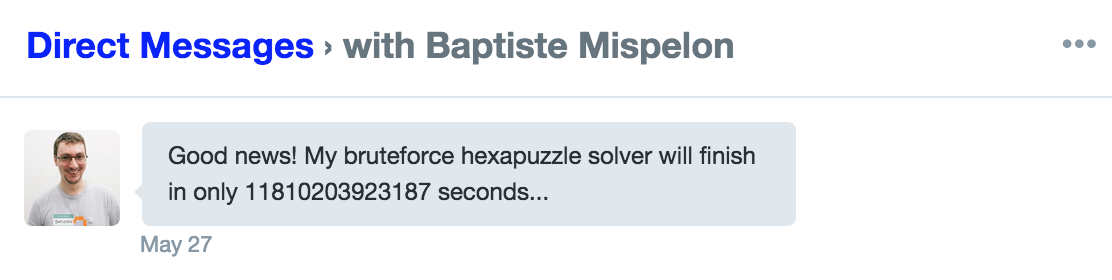 Direct Messages › with Baptiste Mispelon
Good news! My bruteforce hexapuzzle solver will finish
in only 11810203923187 seconds...
May 27